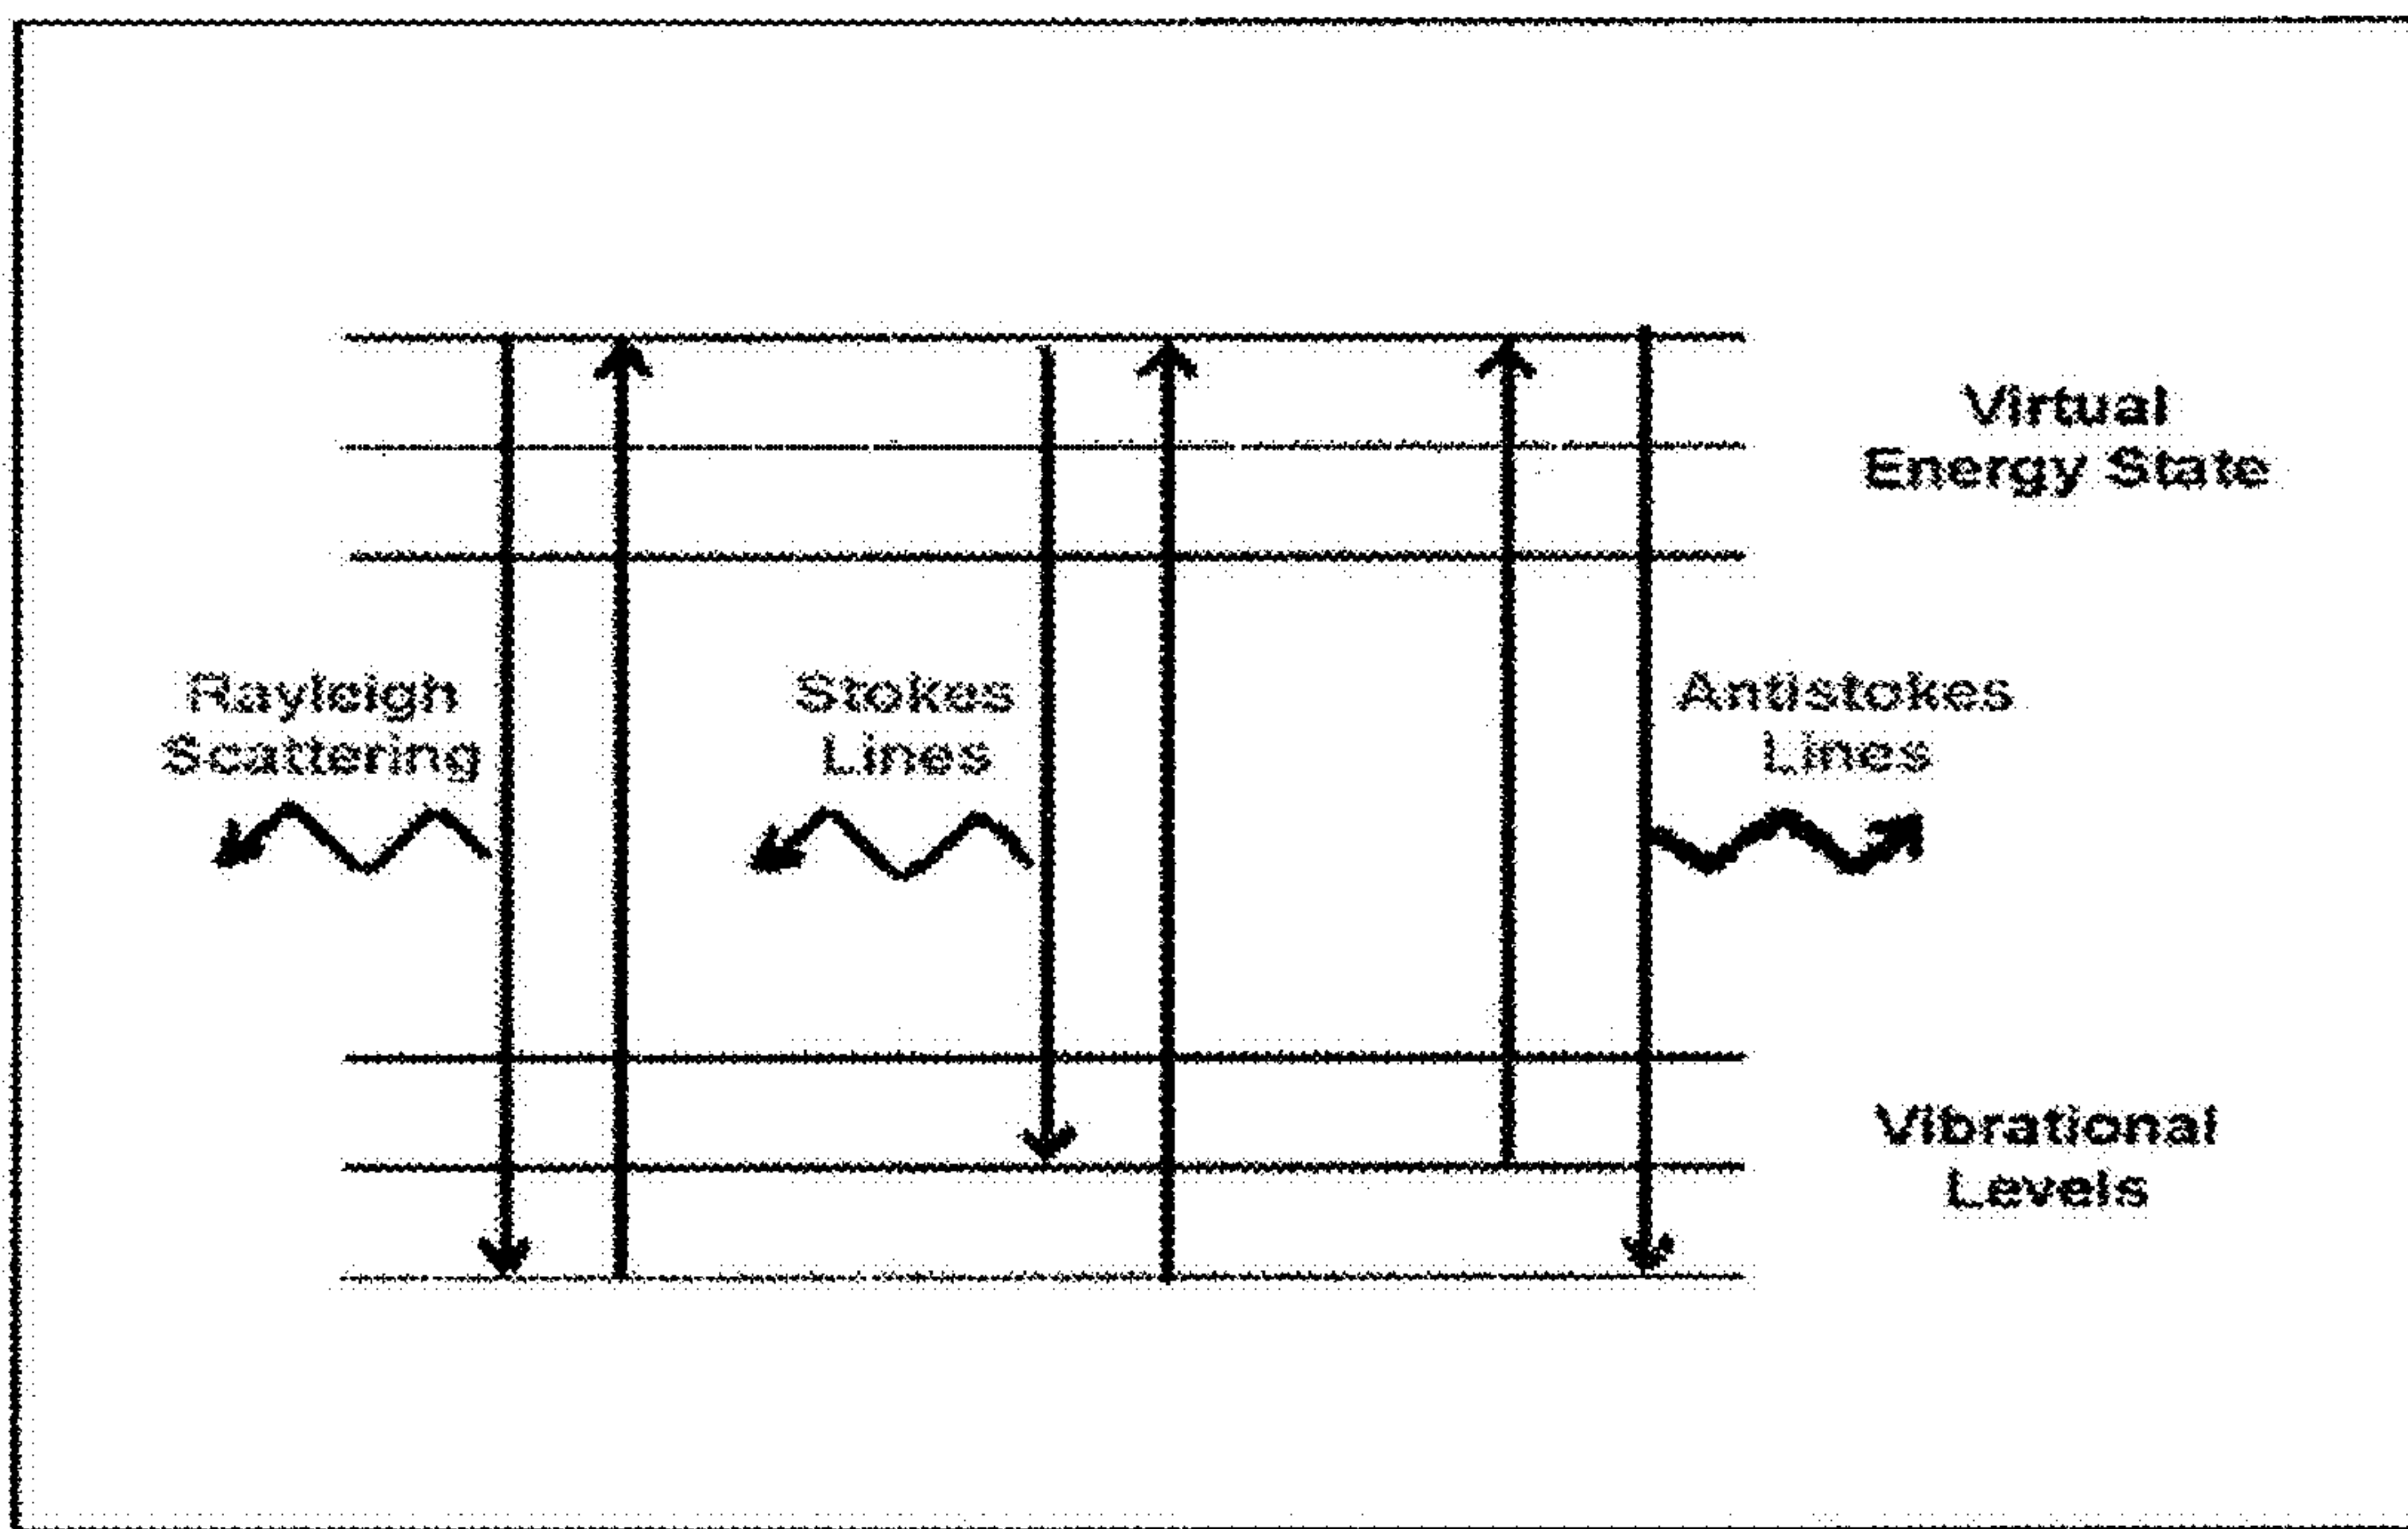 Virtual
Energy State
Rayleigh
Scattering
Stokes
Lines
Antistokes
Lines
Vibrational
Levels